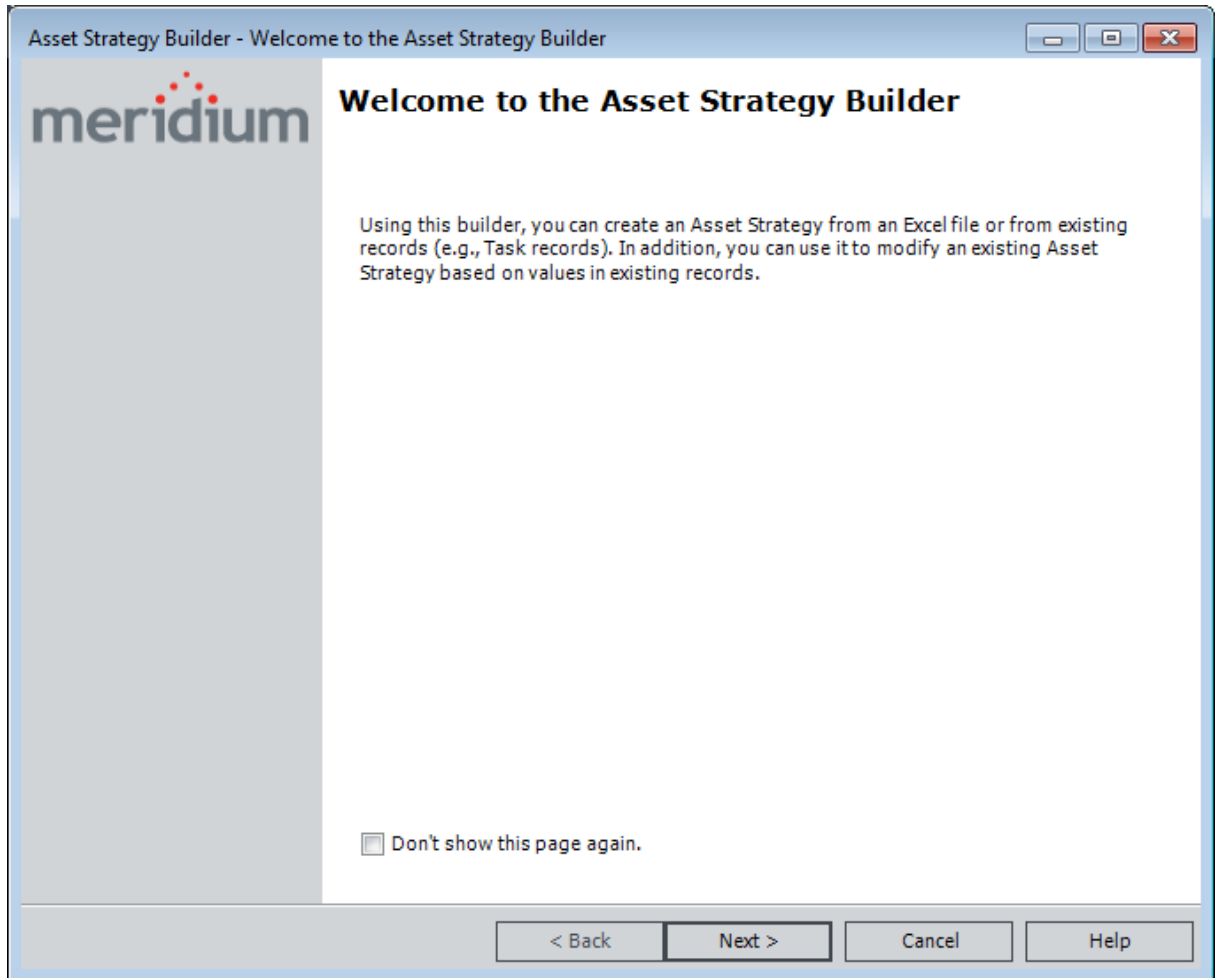 Asset Strategy Builder - Welcome to the Asset Strategy Builder
meridium
Welcome to the Asset Strategy Builder
Using this builder, you can create an Asset Strategy from an Excel file or from existing
records (e.g., Task records). In addition, you can use it to modify an existing Asset
Strategy based on values in existing records.
Don't show this page again.
< Back
Next >
Cancel
Help